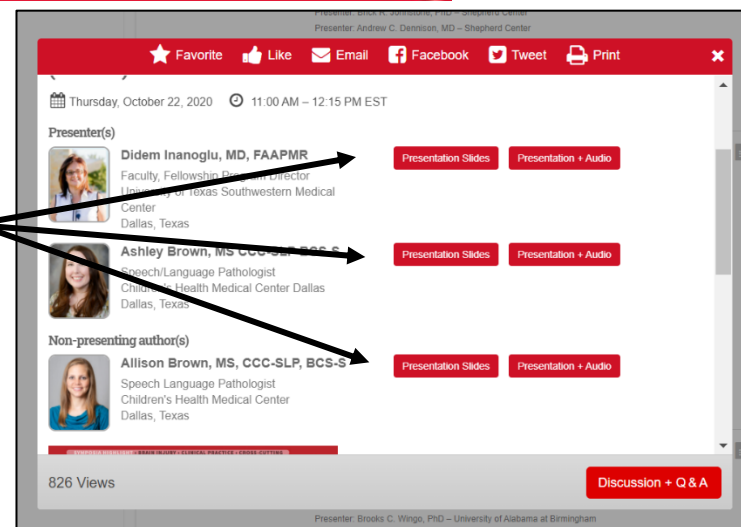 Presenter: Brick R. Johnstone, PhD – Shepherd Center
Presenter: Andrew C. Dennison, MD – Shepherd Center
Favorite Like Email Facebook Tweet Print ×
Thursday, October 22, 2020 11:00 AM – 12:15 PM EST
Presenter(s)
Didem Inanoglu, MD, FAAPMR
Presentation Slides Presentation + Audio
Faculty, Fellowship Program Director
University of Texas Southwestern Medical
Center
Dallas, Texas
Ashley Brown, MS CCC-SLP BCS-S
Presentation Slides Presentation + Audio
Speech/Language Pathologist
Children's Health Medical Center Dallas
Dallas, Texas
Non-presenting author(s)
Allison Brown, MS, CCC-SLP, BCS-S
Presentation Slides Presentation + Audio
Speech Language Pathologist
Children's Health Medical Center
Dallas, Texas
826 Views
Discussion + Q & A
Presenter: Brooks C. Wingo, PhD – University of Alabama at Birmingham